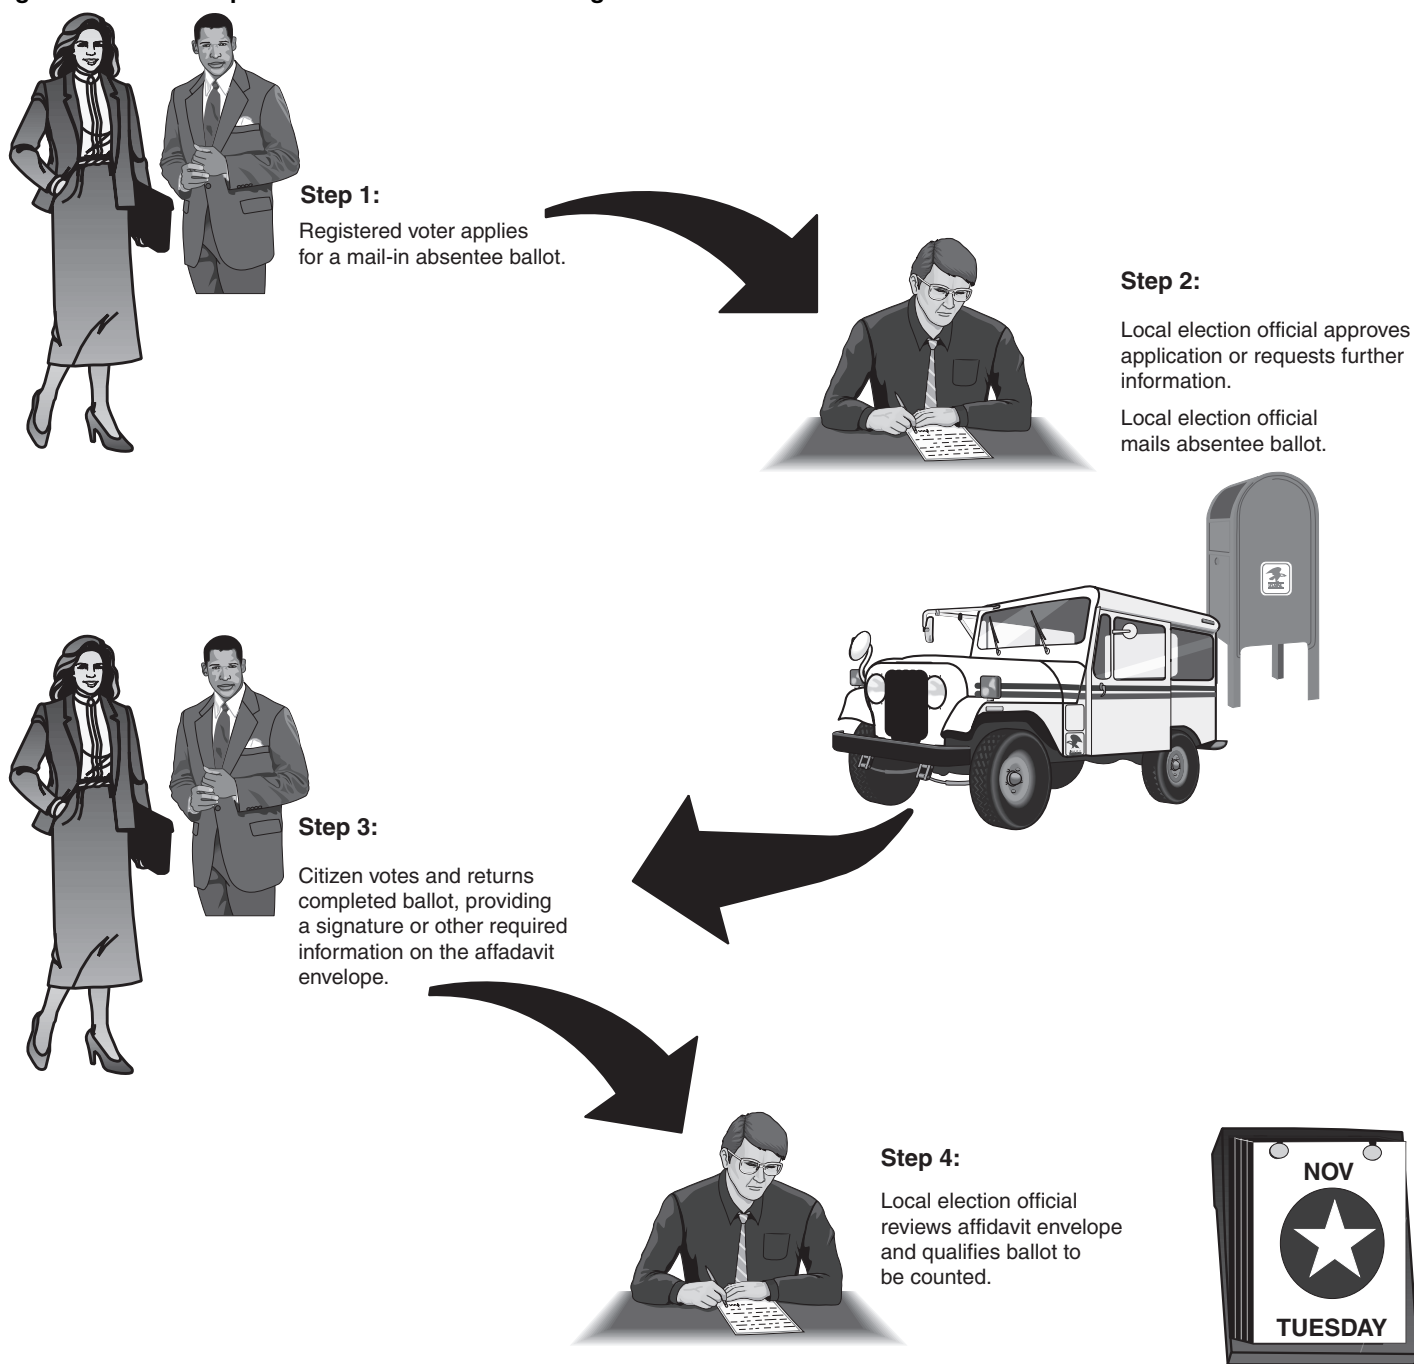 Step 1:
Registered voter applies
for a mail-in absentee ballot.
Step 2:
Local election official approves
application or requests further
information.
Local election official
mails absentee ballot.
Step 3:
Citizen votes and returns
completed ballot, providing
a signature or other required
information on the affadavit
envelope.
Step 4:
Local election official
reviews affidavit envelope
and qualifies ballot to
be counted.
NOV
TUESDAY